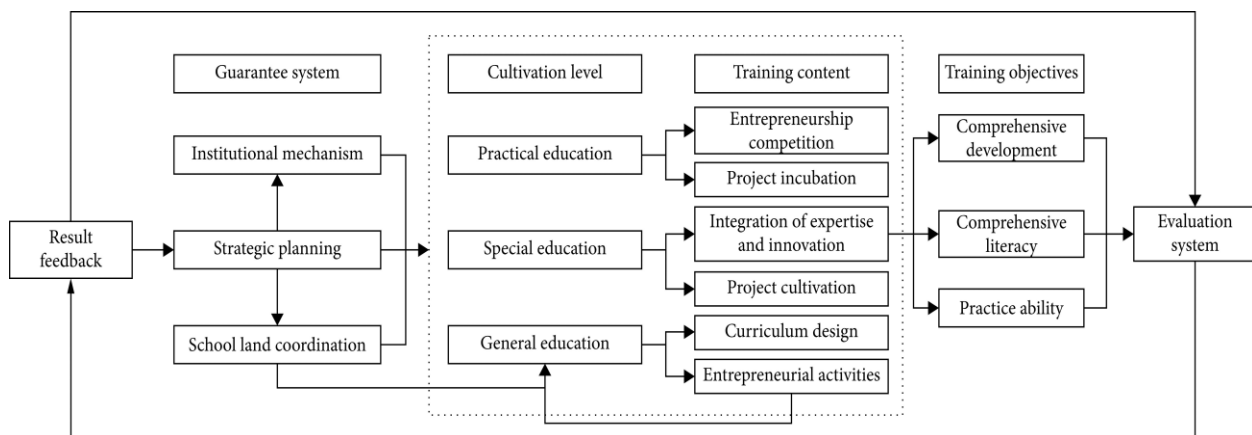 Guarantee system
Cultivation level
Training content
Training objectives
Institutional mechanism
Practical education
Entrepreneurship
competition
Project incubation
Comprehensive
development
Result
feedback
Strategic planning
Special education
Integration of expertise
and innovation
Project cultivation
Comprehensive
literacy
Evaluation
system
School land coordination
General education
Curriculum design
Entrepreneurial activities
Practice ability